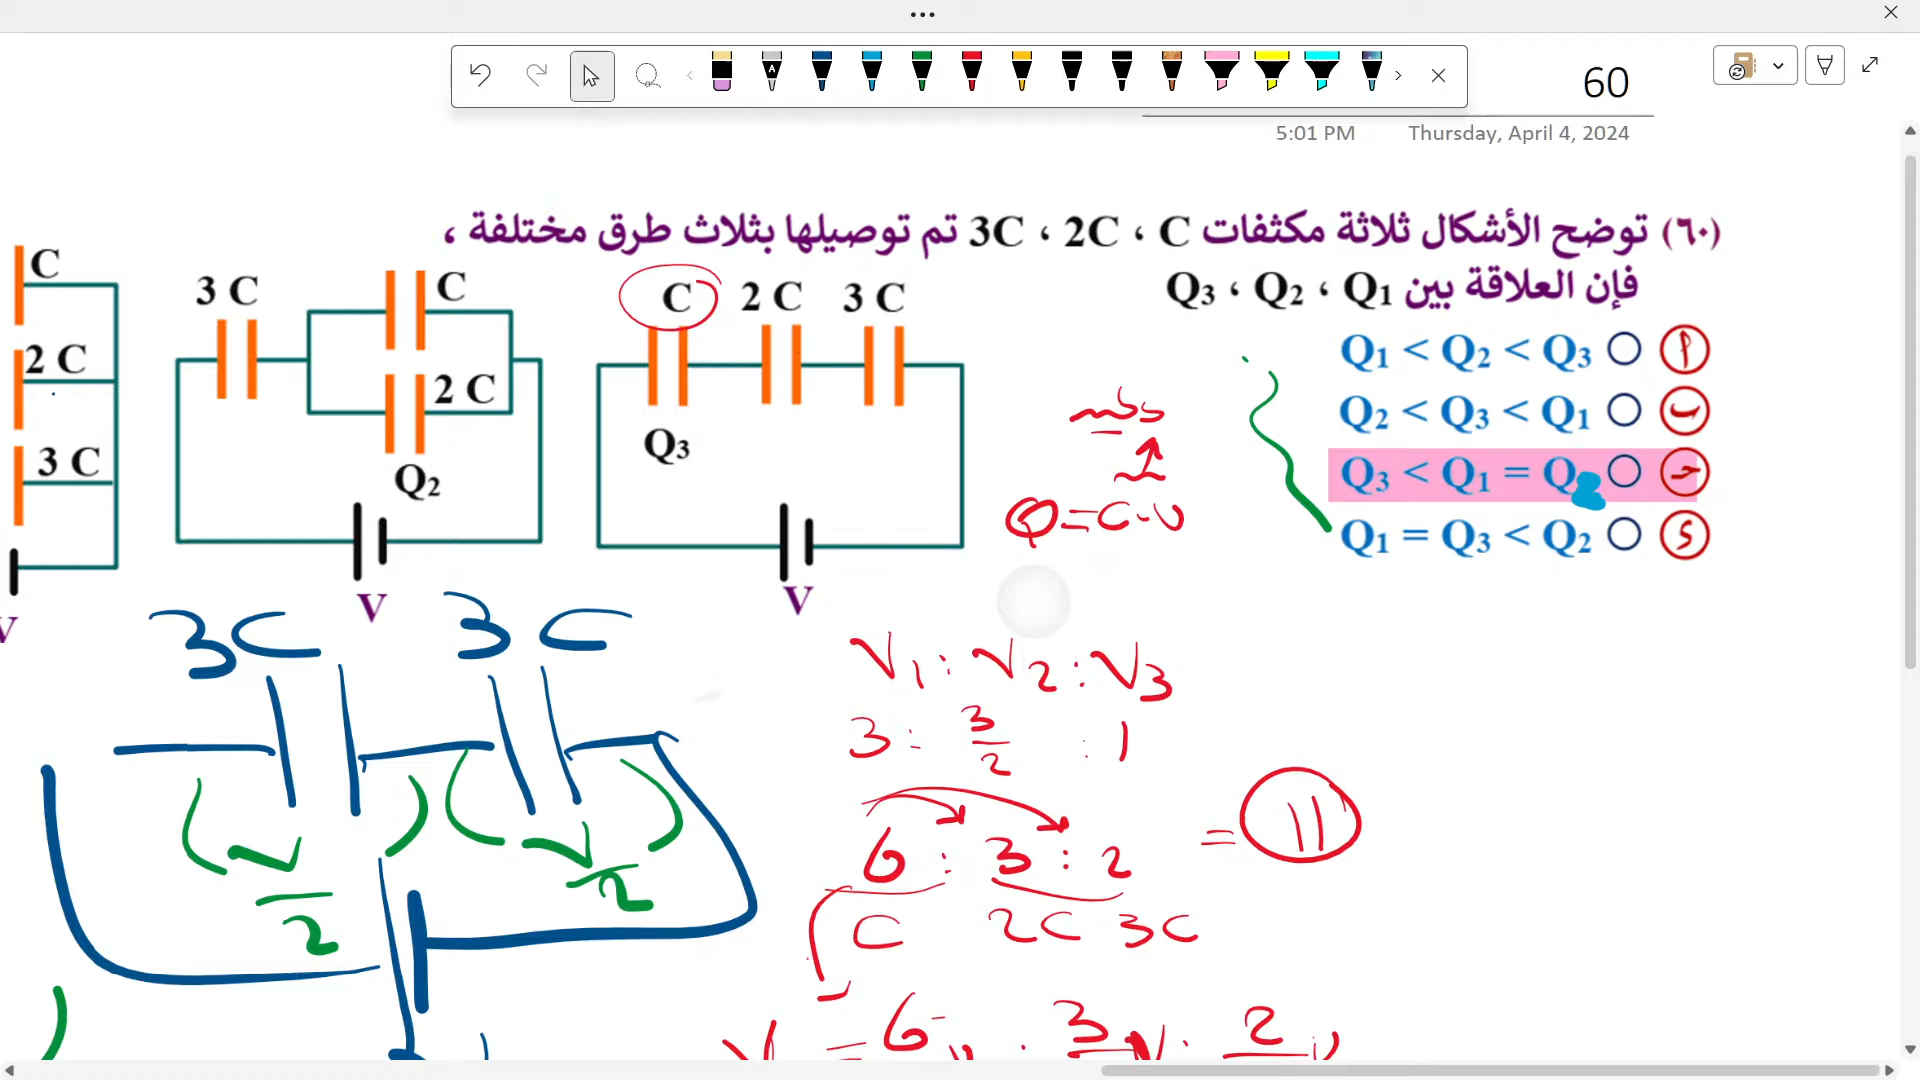 60
5:01 PM Thursday, April 4, 2024
(٦٠) توضح الأشكال ثلاثة مكثفات C ، 2C ، 3C تم توصيلها بثلاث طرق مختلفة ،
فإن العلاقة بين Q1 ، Q2 ، Q3
أ Q1 < Q2 < Q3
ب Q2 < Q3 < Q1
حـ Q3 < Q1 = Q2
د Q1 = Q3 < Q2
C
2 C
3 C
V
3 C
C
2 C
Q2
V
C 2 C 3 C
Q3
V
Q = C . V
3C 3C
V/2 V/2
V1 : V2 : V3
3 : 3/2 : 1
6 : 3 : 2 = 11
C 2C 3C